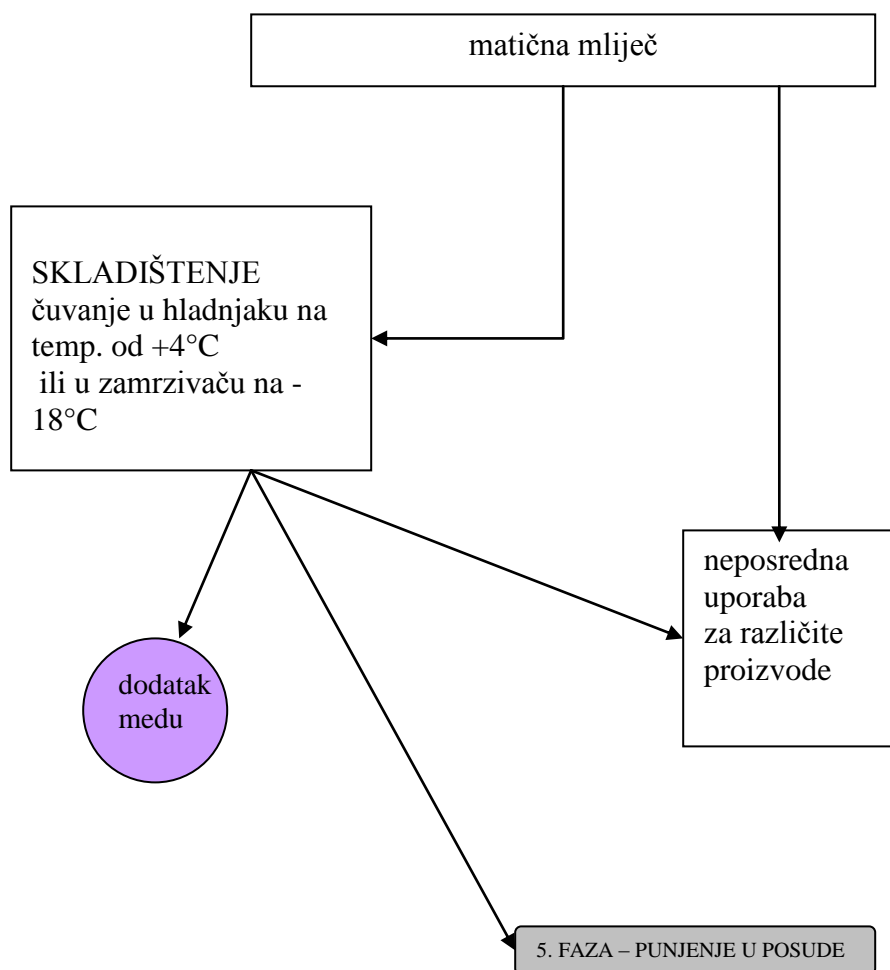 matična mliječ
SKLADIŠTENJE
čuvanje u hladnjaku na
temp. od +4°C
ili u zamrzivaču na -
18°C
neposredna
uporaba
za različite
proizvode
dodatak
medu
5. FAZA – PUNJENJE U POSUDE